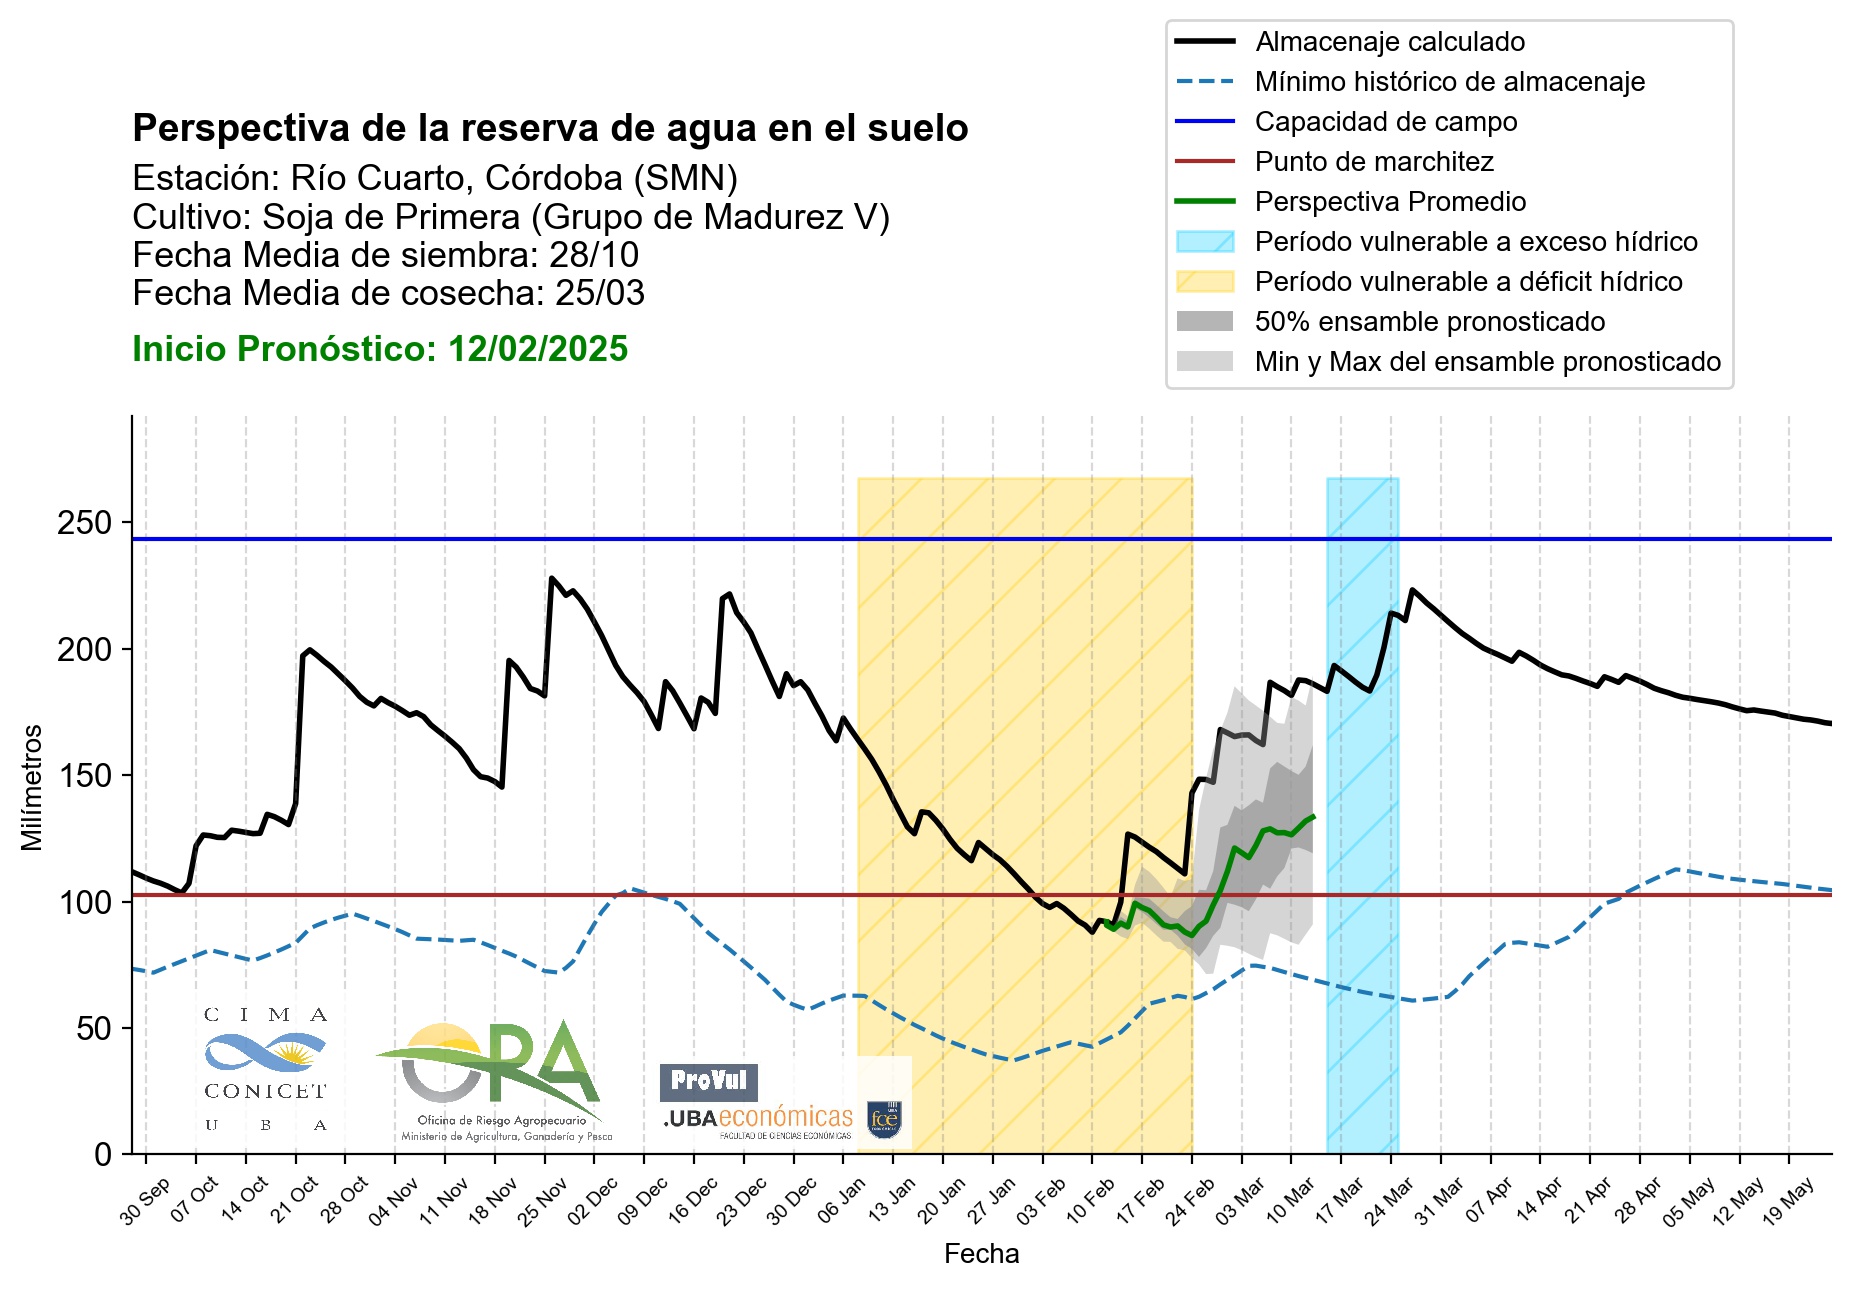 Almacenaje calculado
Mínimo histórico de almacenaje
Capacidad de campo
Punto de marchitez
Perspectiva Promedio
Período vulnerable a exceso hídrico
Período vulnerable a déficit hídrico
50% ensamble pronosticado
Min y Max del ensamble pronosticado
Perspectiva de la reserva de agua en el suelo
Estación: Río Cuarto, Córdoba (SMN)
Cultivo: Soja de Primera (Grupo de Madurez V)
Fecha Media de siembra: 28/10
Fecha Media de cosecha: 25/03
Inicio Pronóstico: 12/02/2025
Milímetros
250
200
150
100
50
0
CIMA
CONICET
UBA
ORA
Oficina de Riesgo Agropecuario
Ministerio de Agricultura, Ganadería y Pesca
ProVul
.UBAeconómicas
FACULTAD DE CIENCIAS ECONÓMICAS
fce
30 Sep
07 Oct
14 Oct
21 Oct
28 Oct
04 Nov
11 Nov
18 Nov
25 Nov
02 Dec
09 Dec
16 Dec
23 Dec
30 Dec
06 Jan
13 Jan
20 Jan
27 Jan
03 Feb
10 Feb
17 Feb
24 Feb
03 Mar
10 Mar
17 Mar
24 Mar
31 Mar
07 Apr
14 Apr
21 Apr
28 Apr
05 May
12 May
19 May
Fecha